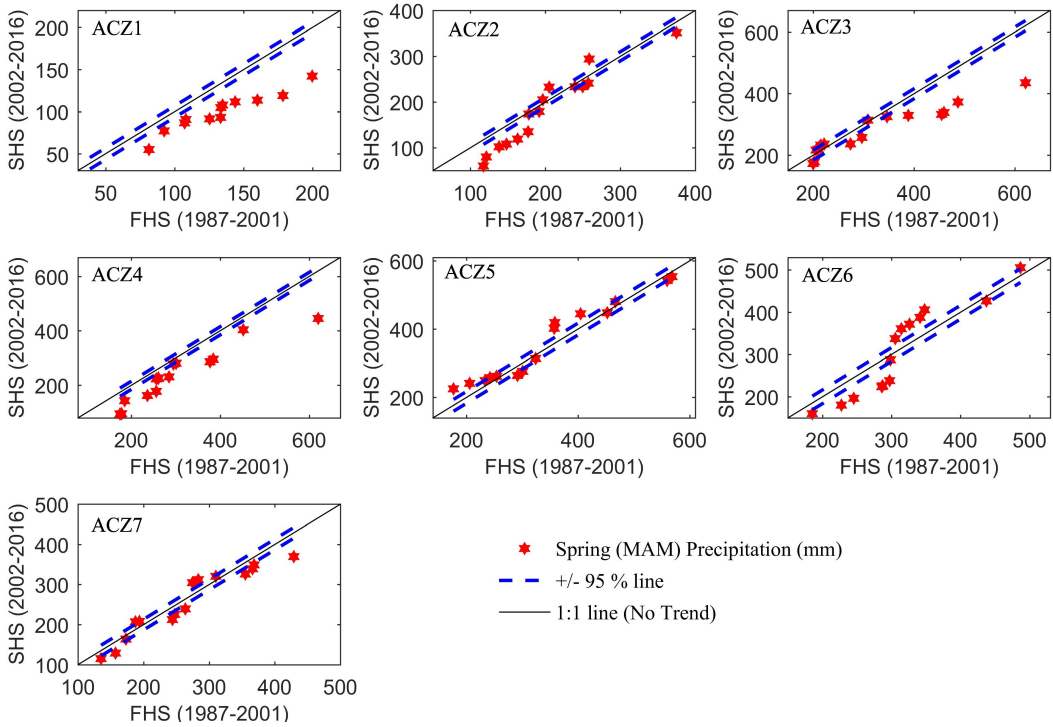 ACZ1
220
200
150
100
50
50
100
150
200
SHS (2002-2016)
FHS (1987-2001)
ACZ2
400
300
200
100
100
200
300
400
SHS (2002-2016)
FHS (1987-2001)
ACZ3
600
400
200
200
400
600
SHS (2002-2016)
FHS (1987-2001)
ACZ4
600
400
200
200
400
600
SHS (2002-2016)
FHS (1987-2001)
ACZ5
600
400
200
200
400
600
SHS (2002-2016)
FHS (1987-2001)
ACZ6
500
400
300
200
200
300
400
500
SHS (2002-2016)
FHS (1987-2001)
ACZ7
500
400
300
200
100
100
200
300
400
500
SHS (2002-2016)
FHS (1987-2001)
Spring (MAM) Precipitation (mm)
+/- 95 % line
1:1 line (No Trend)